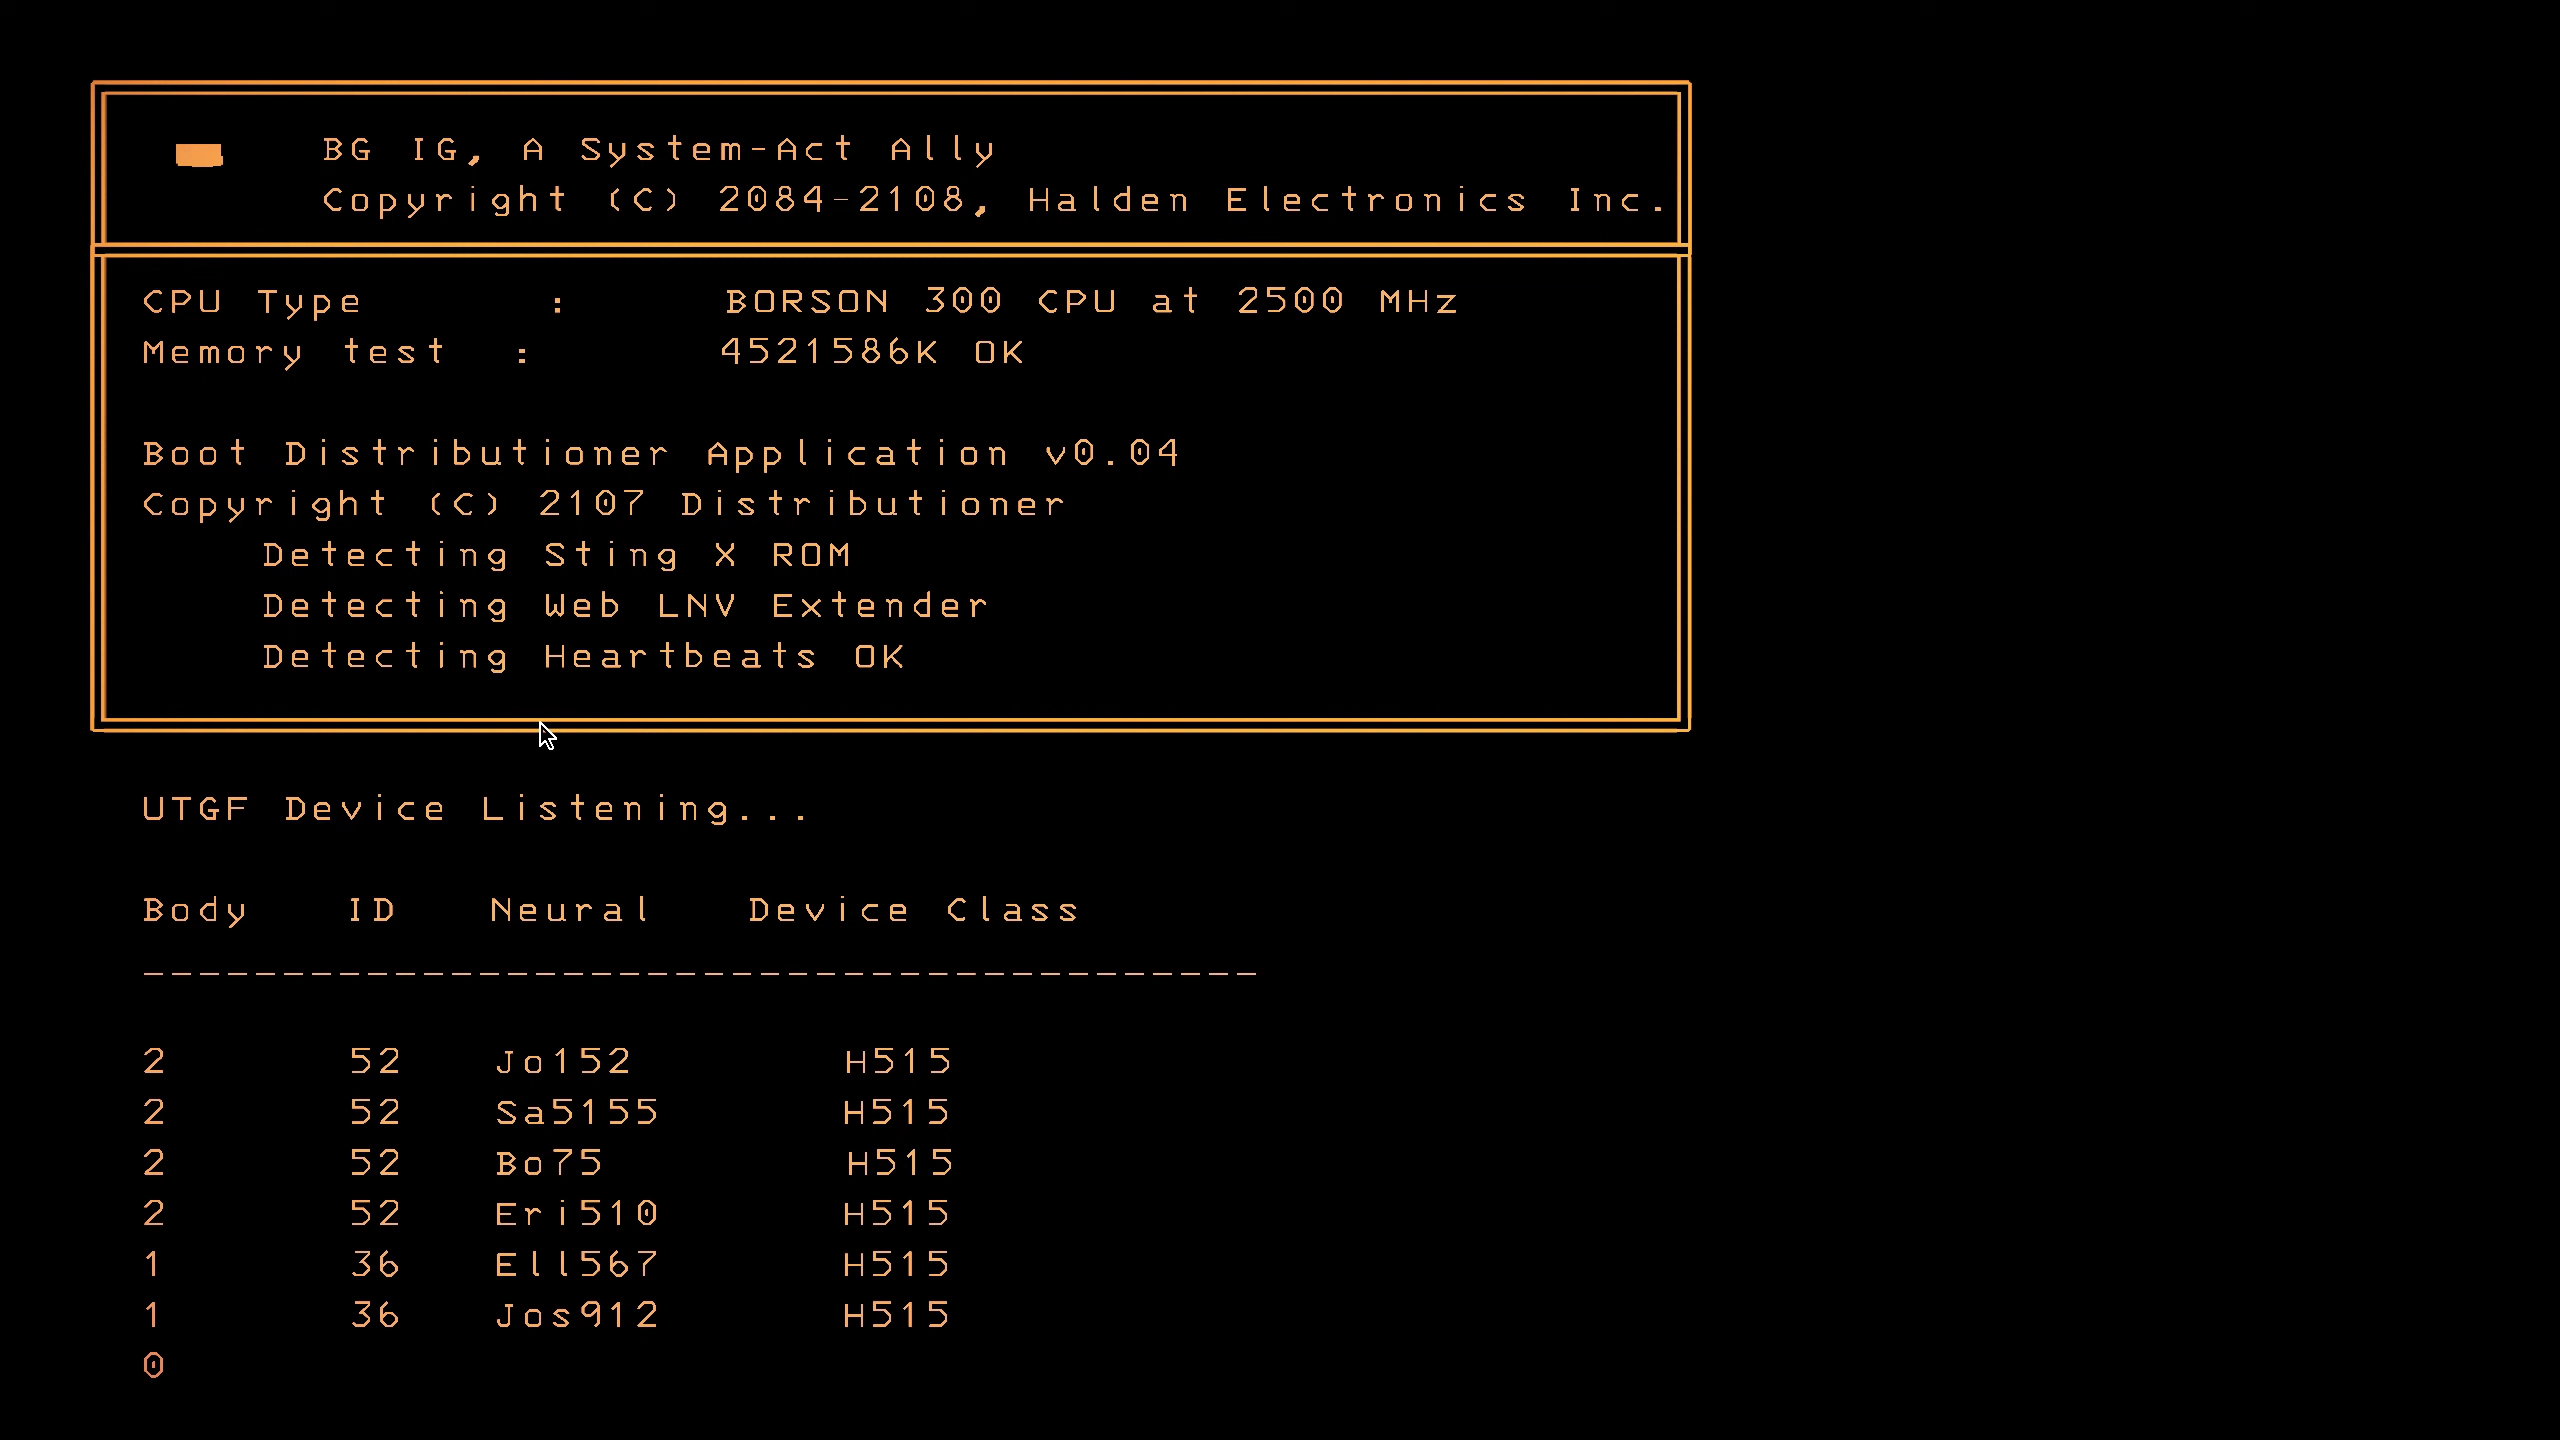 BG IG, A System-Act Ally
Copyright (C) 2084-2108, Halden Electronics Inc.
CPU Type : BORSON 300 CPU at 2500 MHz
Memory test : 4521586K OK
Boot Distributioner Application v0.04
Copyright (C) 2107 Distributioner
Detecting Sting X ROM
Detecting Web LNV Extender
Detecting Heartbeats OK
UTGF Device Listening...
Body ID Neural Device Class
----------------------------------------
2 52 Jo152 H515
2 52 Sa5155 H515
2 52 Bo75 H515
2 52 Eri510 H515
1 36 Ell567 H515
1 36 Jos912 H515
0